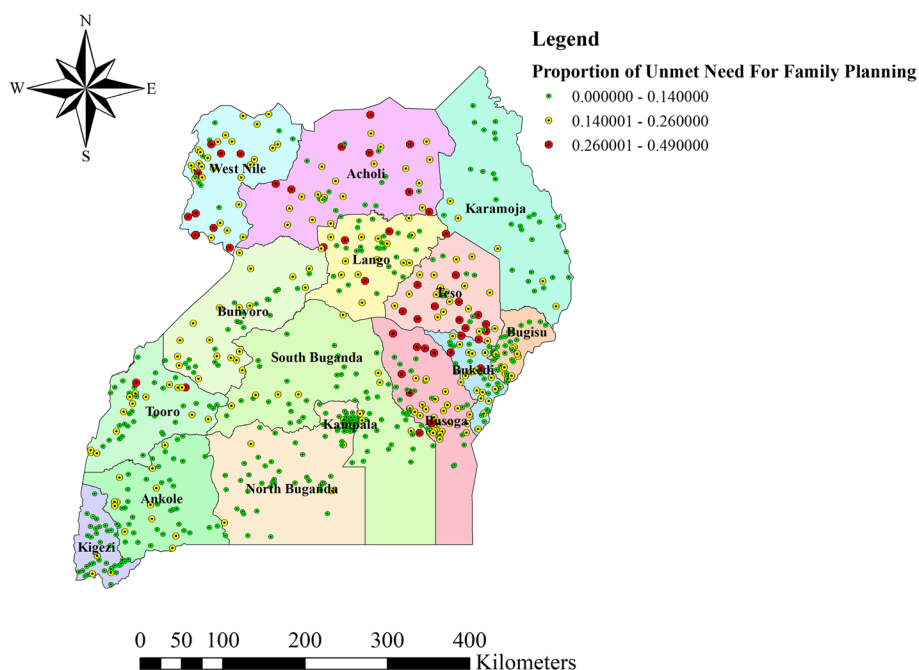 N
W
E
S
Legend
Proportion of Unmet Need For Family Planning
0.000000 - 0.140000
0.140001 - 0.260000
0.260001 - 0.490000
West Nile
Acholi
Karamoja
Lango
Teso
Bunyoro
Bugisu
South Buganda
Bukedi
Tooro
Kampala
Busoga
North Buganda
Ankole
Kigezi
0 50 100 200 300 400
Kilometers